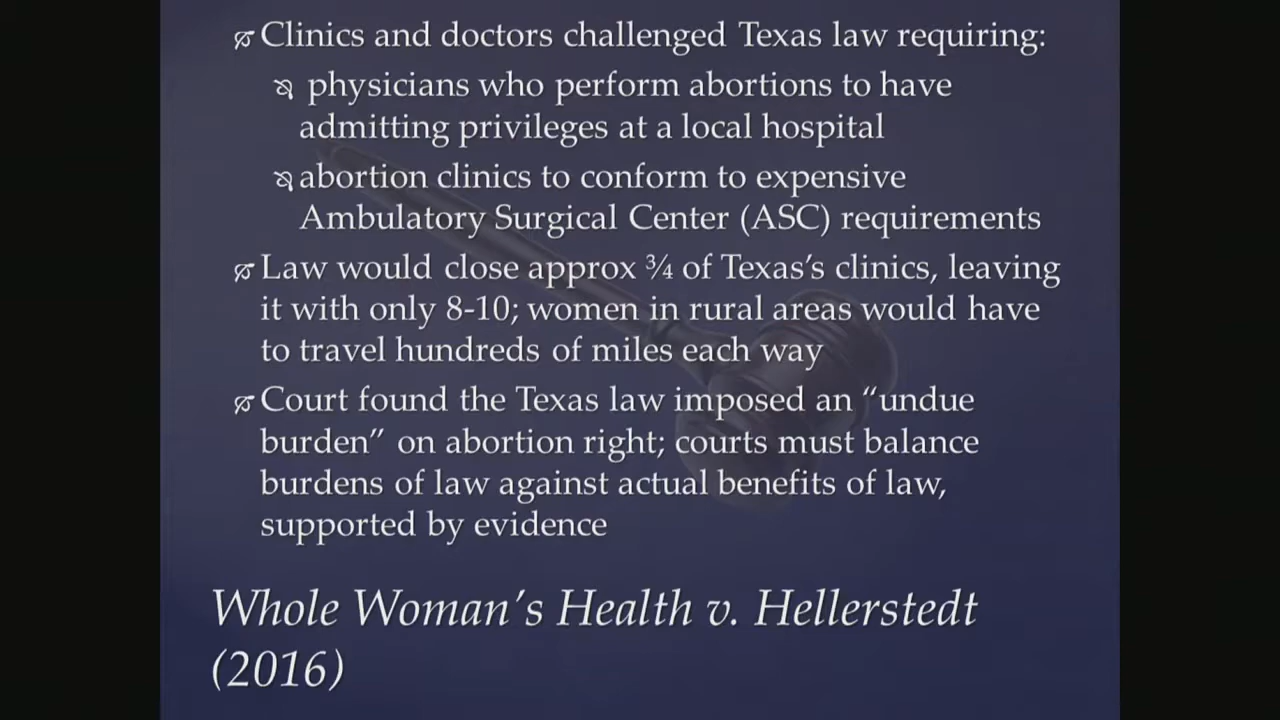 Clinics and doctors challenged Texas law requiring:
physicians who perform abortions to have
admitting privileges at a local hospital
abortion clinics to conform to expensive
Ambulatory Surgical Center (ASC) requirements
Law would close approx ¾ of Texas’s clinics, leaving
it with only 8-10; women in rural areas would have
to travel hundreds of miles each way
Court found the Texas law imposed an “undue
burden” on abortion right; courts must balance
burdens of law against actual benefits of law,
supported by evidence
Whole Woman’s Health v. Hellerstedt
(2016)